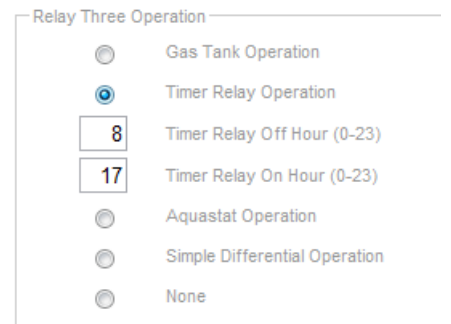 Relay Three Operation
Gas Tank Operation
Timer Relay Operation
8 Timer Relay Off Hour (0-23)
17 Timer Relay On Hour (0-23)
Aquastat Operation
Simple Differential Operation
None